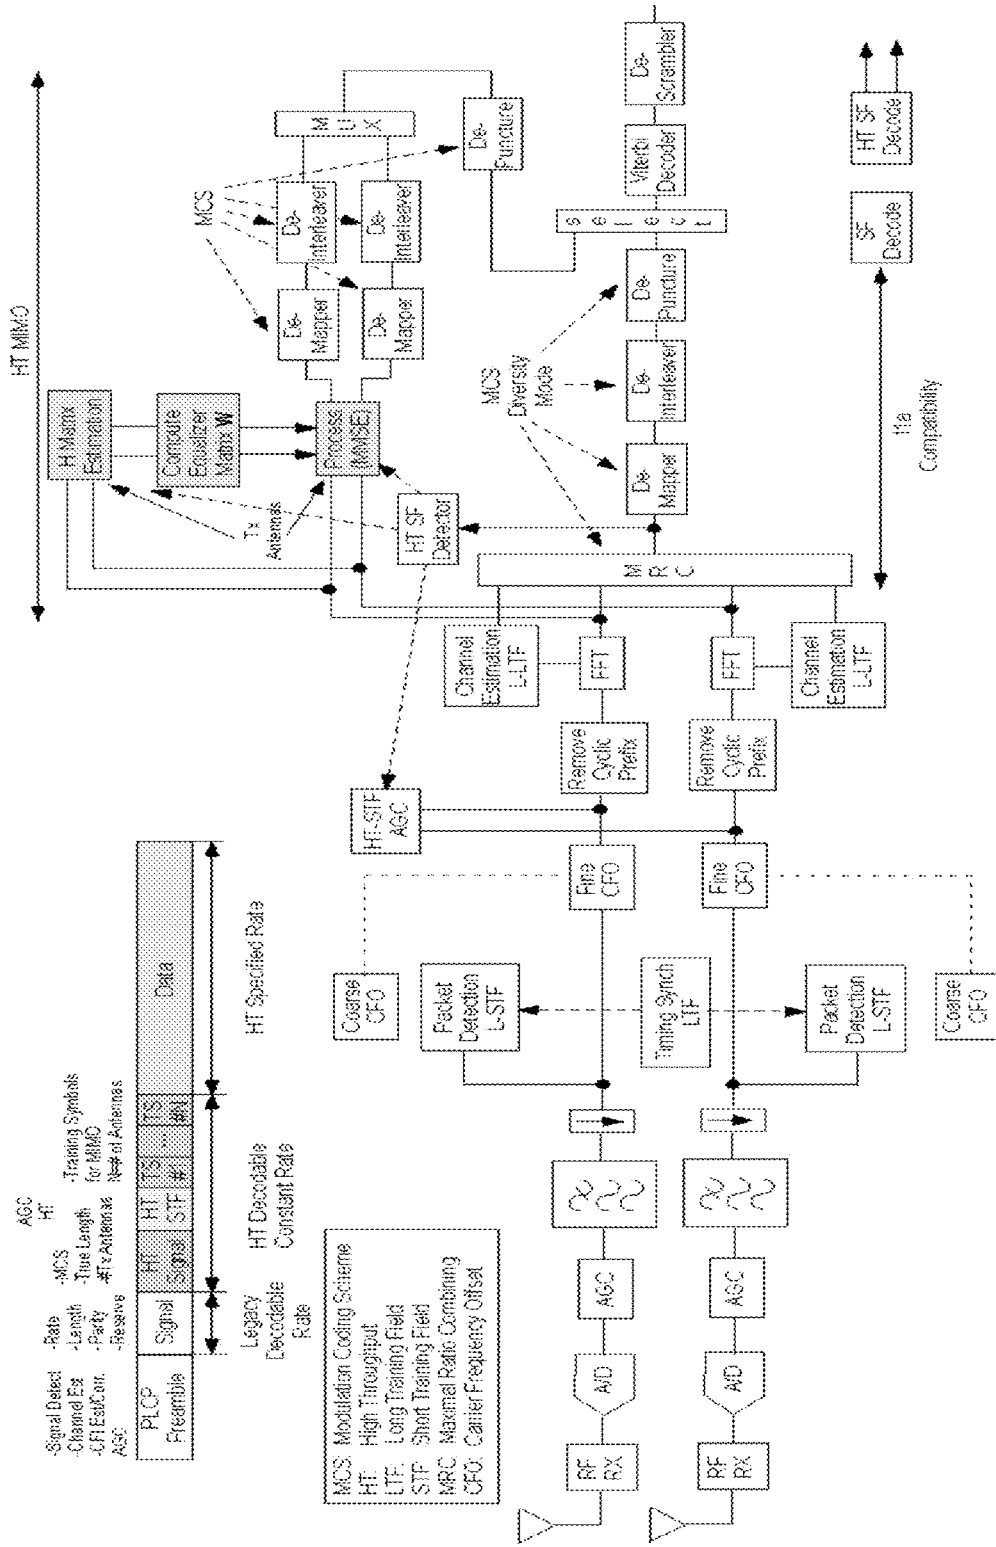 -Signal Detect
-Channel Est
-CFI Est/Corr.
AGC
-Rate
-Length
-Parity
-Reserve
-MCS
-True Length
-#Tx Antennas
AGC
HT
-Training Symbols
for MIMO
N=# of Antennas
PLCP
Preamble
Signal
HT
Signal
HT
STF
TS
#1
...
TS
#N
Data
Legacy
Decodable
Rate
HT Decodable
Constant Rate
HT Specified Rate
MCS: Modulation Coding Scheme
HT: High Throughput
LTF: Long Training Field
STF: Short Training Field
MRC: Maximal Ratio Combining
CFO: Carrier Frequency Offset
HT MIMO
H Matrix
Estimation
Compute
Equalizer
Matrix W
Process
(MMSE)
Tx
Antennas
HT SF
Detector
De-
Mapper
De-
Mapper
De-
Interleaver
De-
Interleaver
MCS
MUX
De-
Puncture
HT-STF
AGC
Channel
Estimation
L-LTF
Coarse
CFO
Packet
Detection
L-STF
RF
RX
A/D
AGC
Fine
CFO
Remove
Cyclic
Prefix
FFT
Timing Synch
LTF
MRC
MCS
Diversity
Mode
De-
Mapper
De-
Interleaver
De-
Puncture
select
Viterbi
Decoder
De-
Scrambler
RF
RX
A/D
AGC
Fine
CFO
Remove
Cyclic
Prefix
FFT
Packet
Detection
L-STF
Channel
Estimation
L-LTF
Coarse
CFO
11a
Compatibility
SF
Decode
HT SF
Decode